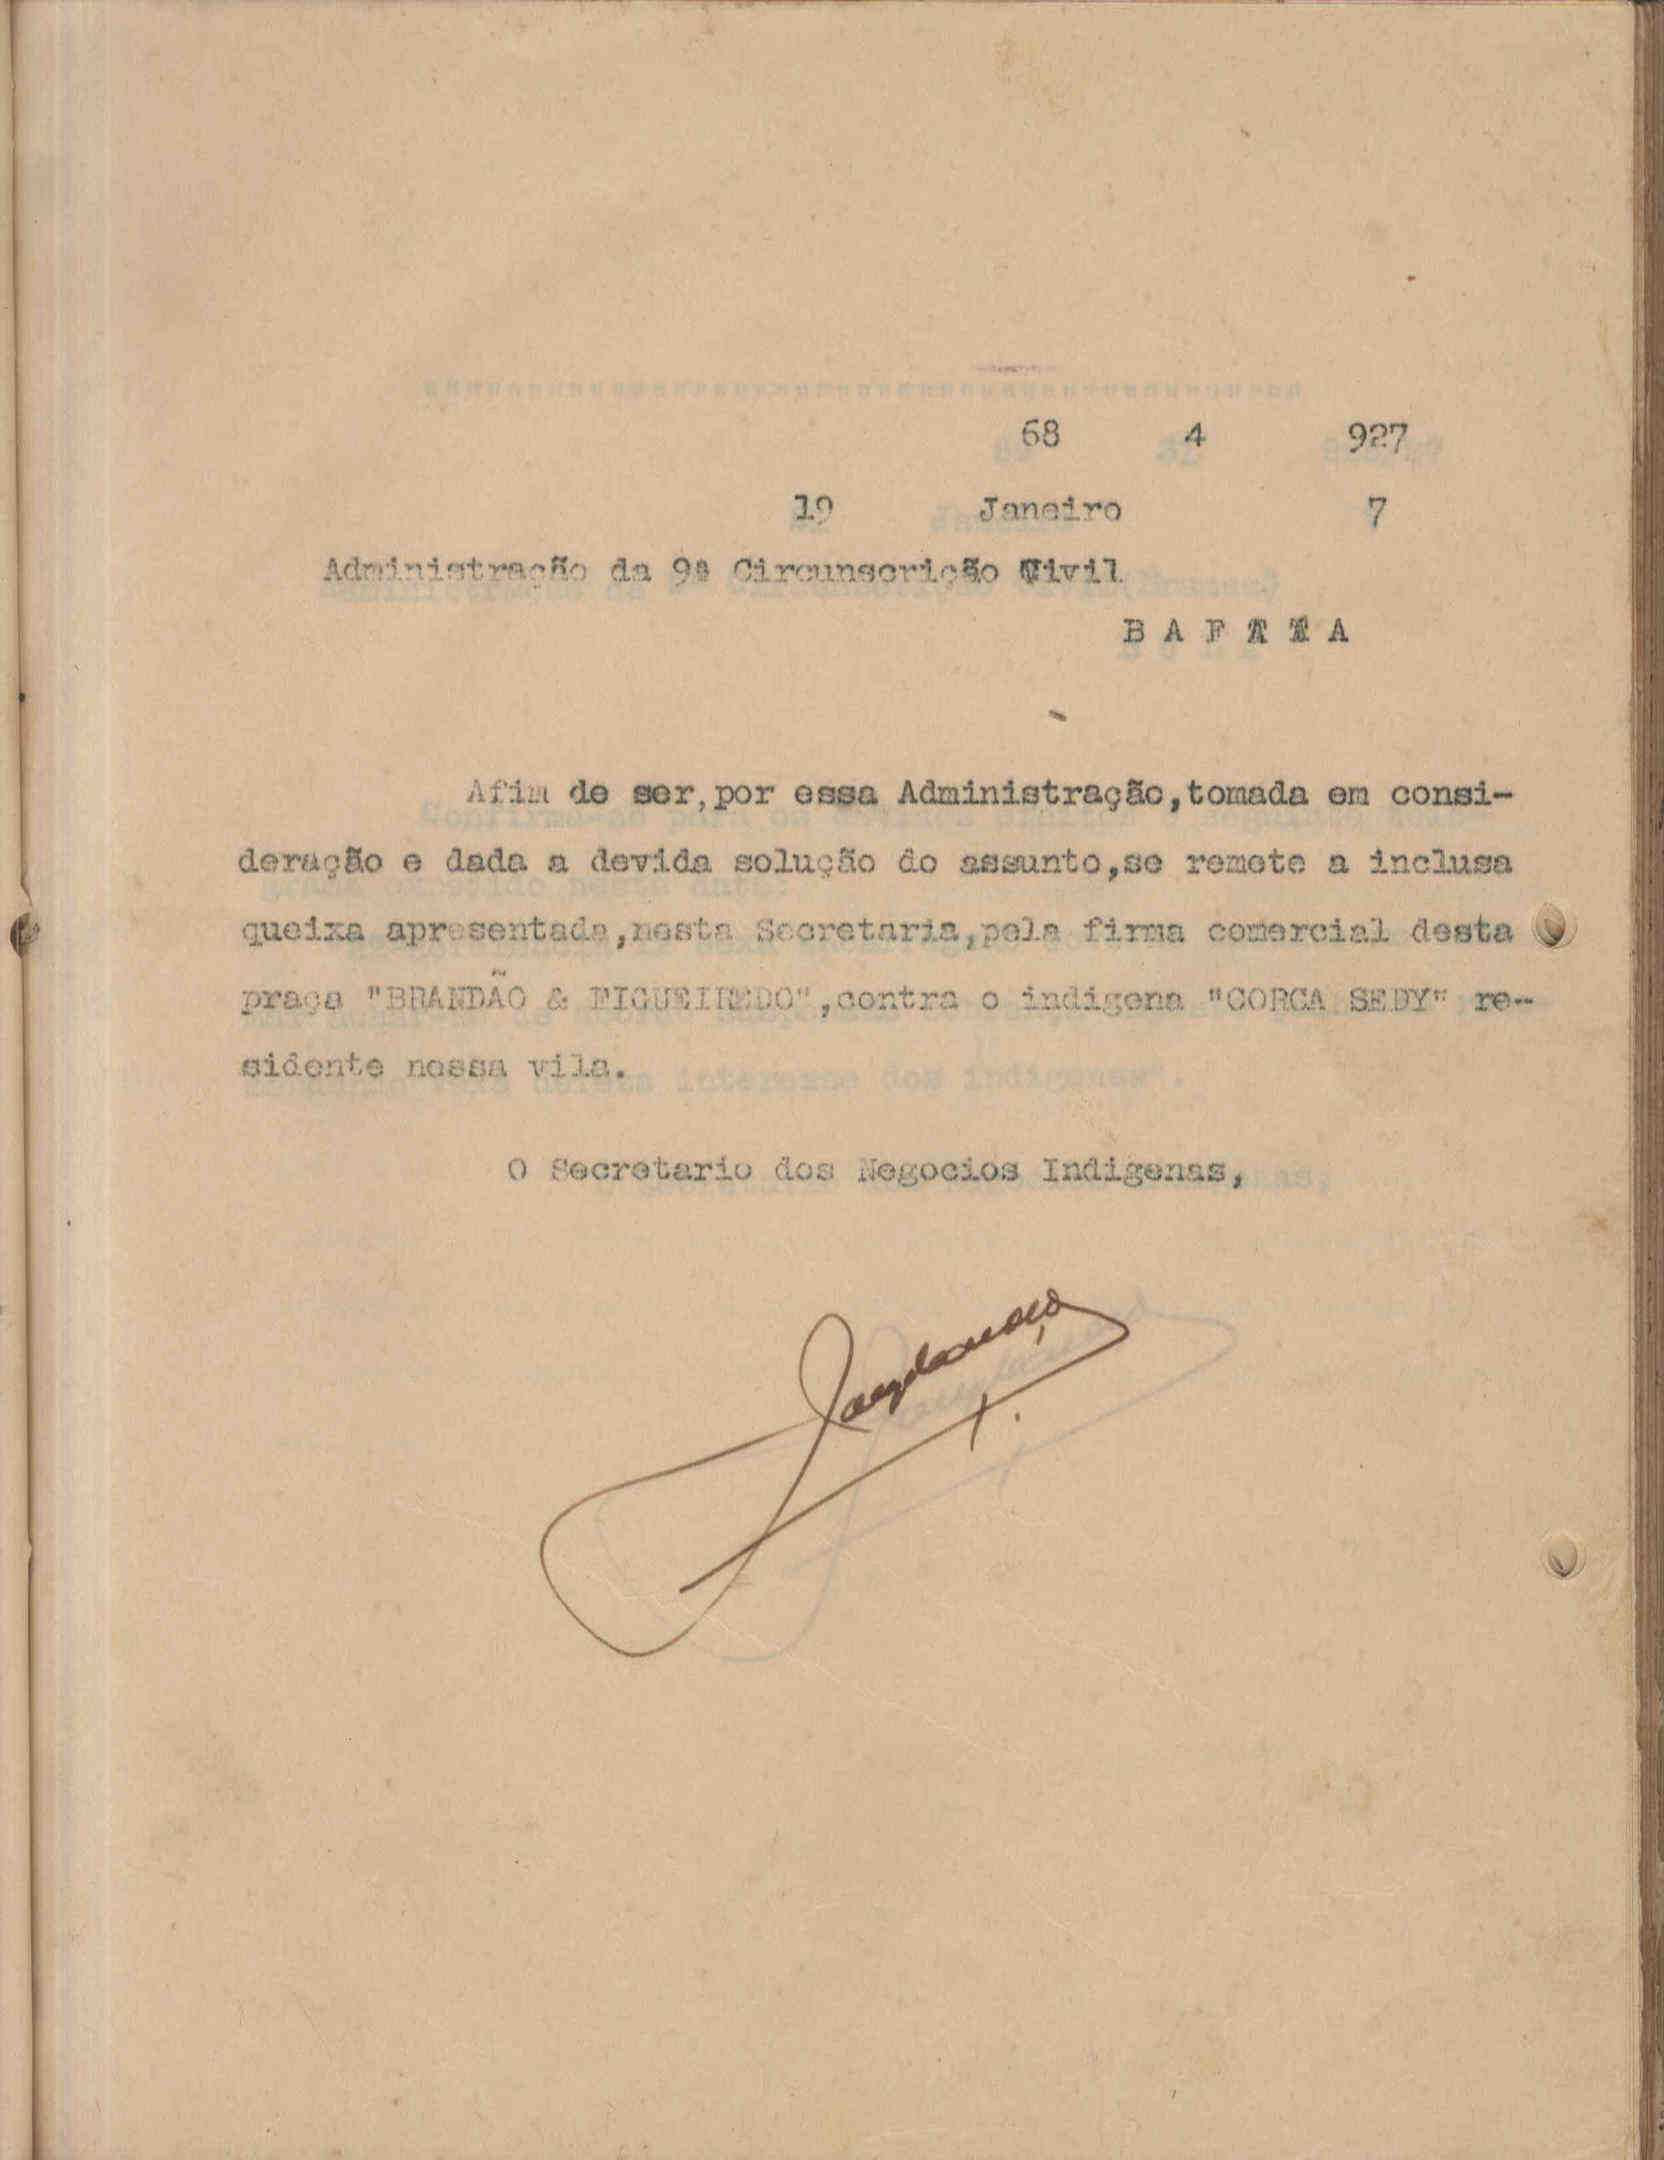 68 4 927
19 Janeiro 7
Administração da 9ª Circunscrição Civil
B A F A T A
Afim de ser,por essa Administração,tomada em consi-
deração e dada a devida solução do assunto,se remete a inclusa
queixa apresentada,nesta Secretaria,pela firma comercial desta
praça "BRANDÃO & FIGUEIREDO",contra o indigena "CORCA SEDY" re-
sidente nessa vila.
O Secretario dos Negocios Indigenas,